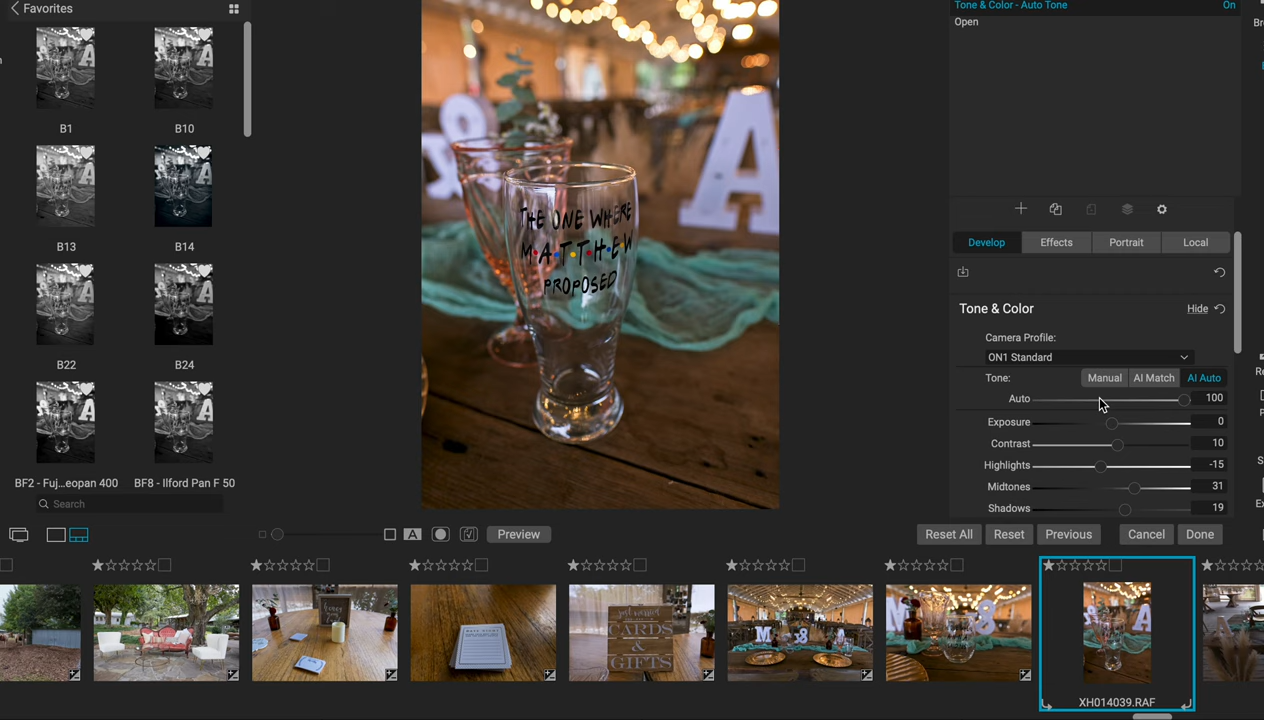 Favorites
Tone & Color - Auto Tone On
Open
B1 B10
B13 B14
B22 B24
BF2 - Fuj...eopan 400 BF8 - Ilford Pan F 50
Search
THE ONE WHERE
M•A•T•T•H•E•W
PROPOSED
A
&
Develop Effects Portrait Local
Tone & Color Hide
Camera Profile:
ON1 Standard
Tone: Manual AI Match AI Auto
Auto 100
Exposure 0
Contrast 10
Highlights -15
Midtones 31
Shadows 19
A Preview Reset All Reset Previous Cancel Done
just married
CARDS
&
GIFTS
M & A
M &
XH014039.RAF